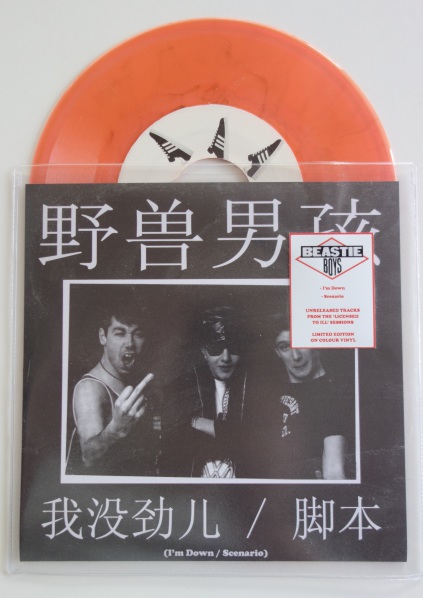 野兽男孩
BEASTIE
BOYS
- I'm Down
- Scenario
UNRELEASED TRACKS
FROM THE 'LICENSED
TO ILL' SESSIONS
LIMITED EDITION
ON COLOUR VINYL
我没劲儿 / 脚本
(I'm Down / Scenario)